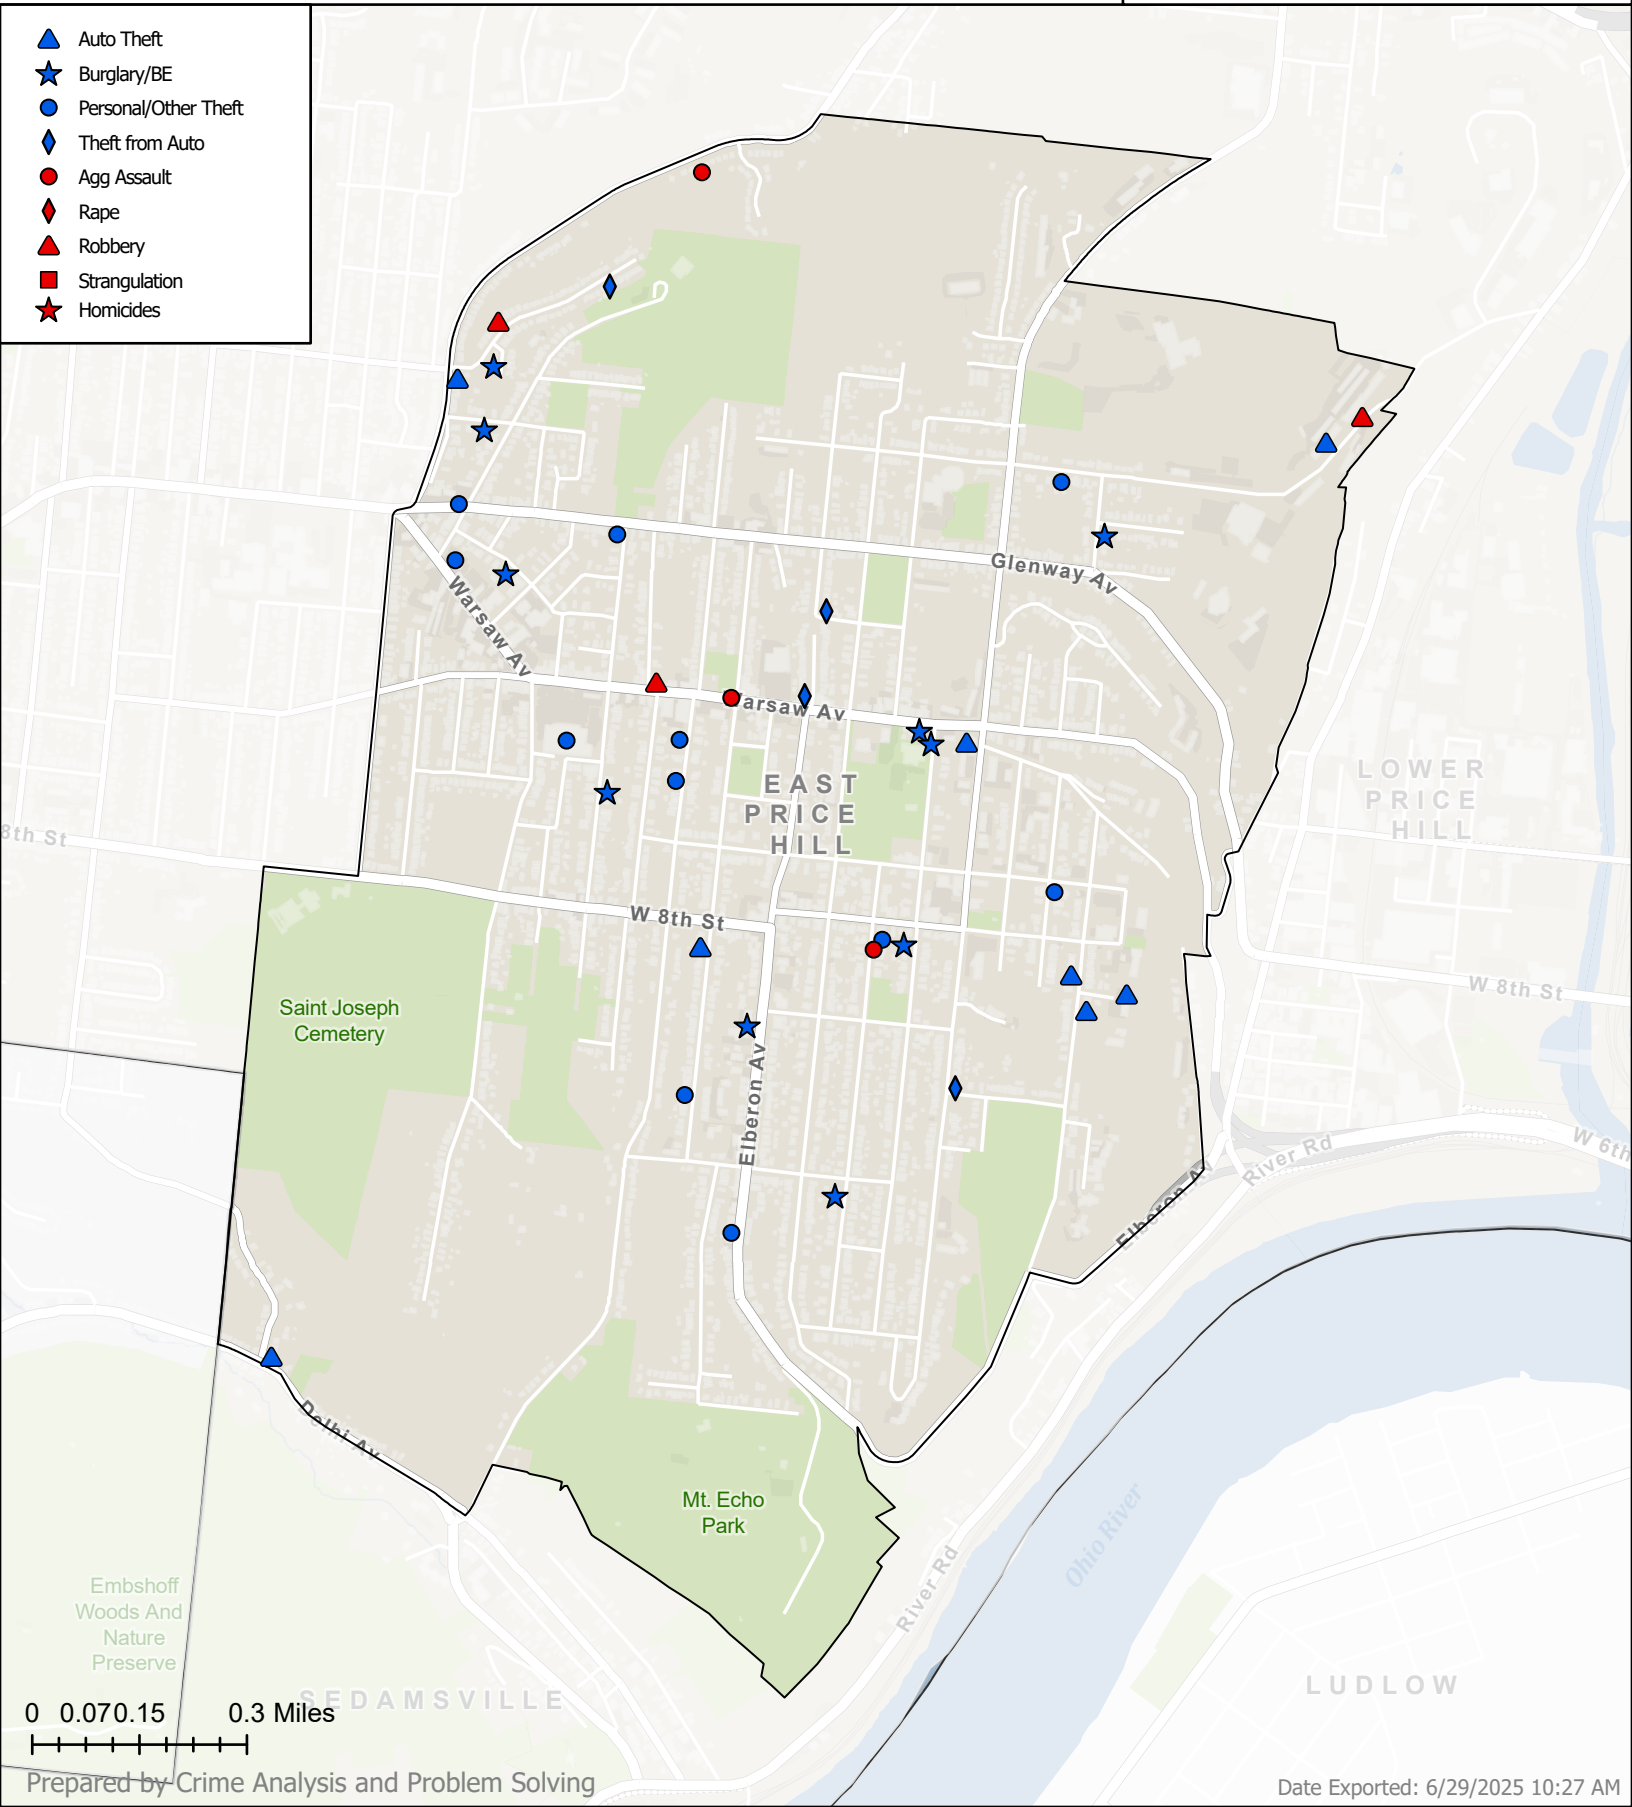 Auto Theft
Burglary/BE
Personal/Other Theft
Theft from Auto
Agg Assault
Rape
Robbery
Strangulation
Homicides
Glenway Av
Warsaw Av
Warsaw Av
EAST
PRICE
HILL
LOWER
PRICE
HILL
8th St
W 8th St
W 8th St
Saint Joseph
Cemetery
Elberon Av
Elberon Av
River Rd
W 6th
Delhi Av
Mt. Echo
Park
Ohio River
River Rd
Embshoff
Woods And
Nature
Preserve
SEDAMSVILLE
LUDLOW
0 0.07 0.15 0.3 Miles
Prepared by Crime Analysis and Problem Solving
Date Exported: 6/29/2025 10:27 AM